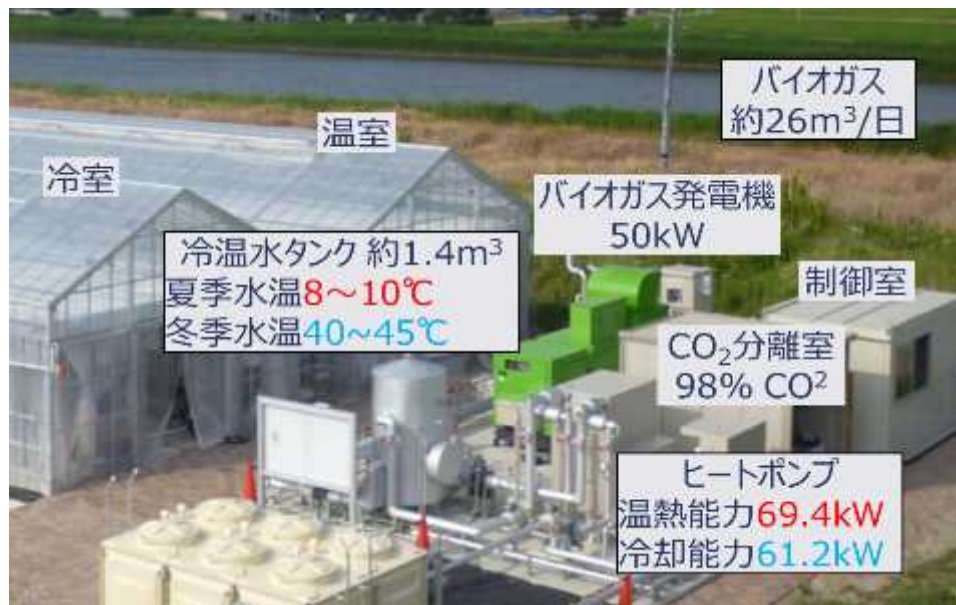 バイオガス
約26m³/日
温室
冷室
バイオガス発電機
50kW
冷温水タンク 約1.4m³
夏季水温8～10℃
冬季水温40~45℃
制御室
CO₂分離室
98% CO²
ヒートポンプ
温熱能力69.4kW
冷却能力61.2kW